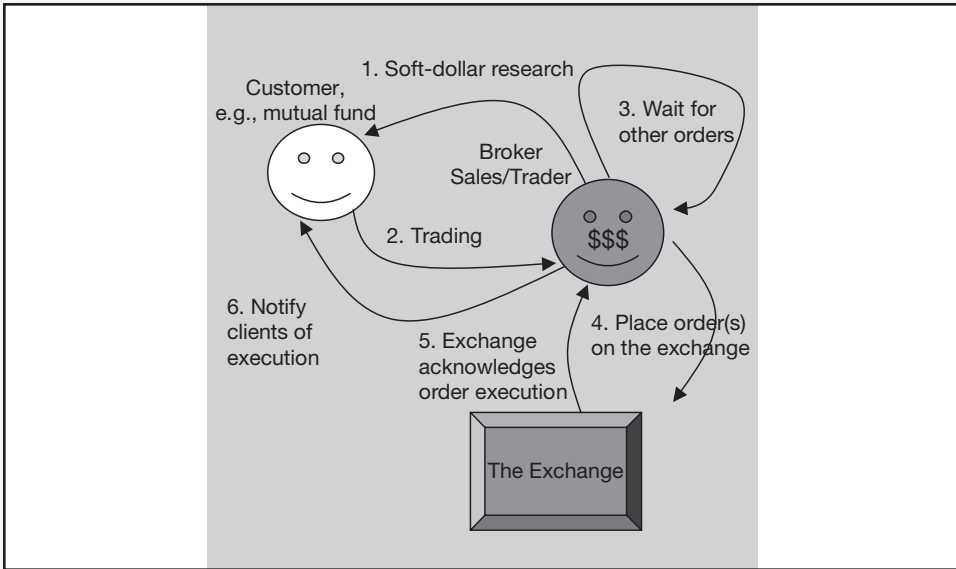 1. Soft-dollar research
Customer,
e.g., mutual fund
3. Wait for
other orders
Broker
Sales/Trader
$$$
2. Trading
6. Notify
clients of
execution
4. Place order(s)
on the exchange
5. Exchange
acknowledges
order execution
The Exchange